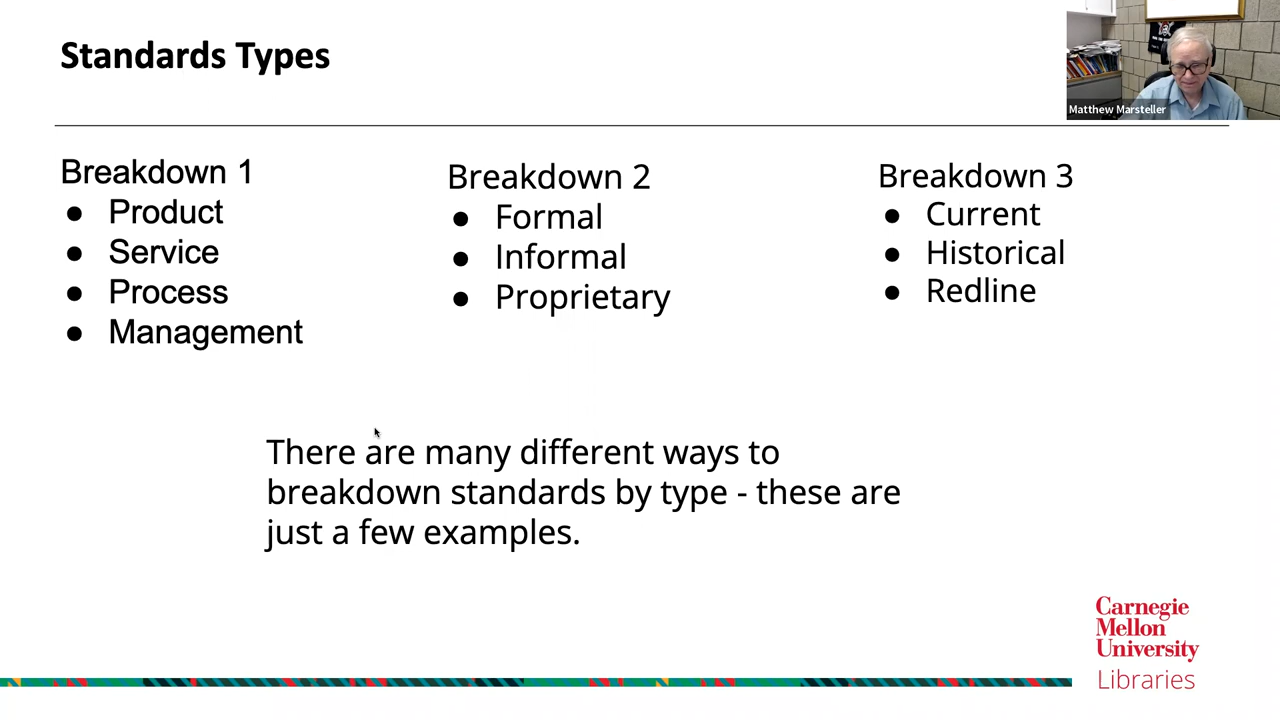 Standards Types
Matthew Marsteller
Breakdown 1
● Product
● Service
● Process
● Management
Breakdown 2
● Formal
● Informal
● Proprietary
Breakdown 3
● Current
● Historical
● Redline
There are many different ways to
breakdown standards by type - these are
just a few examples.
Carnegie
Mellon
University
Libraries